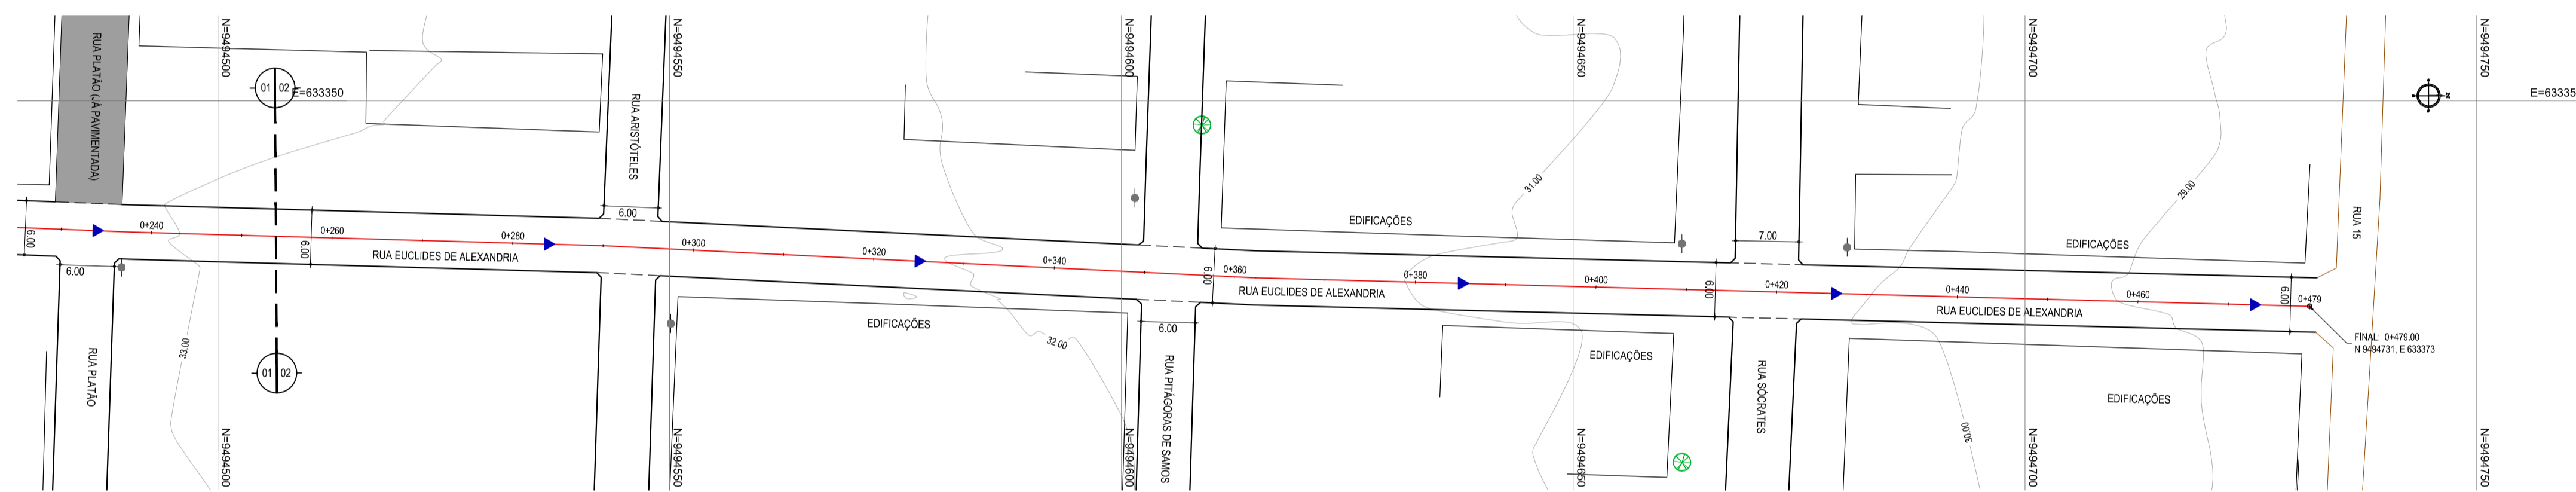 N=9494500
N=9494550
N=9494600
N=9494650
N=9494700
N=9494750
RUA PLATÃO (JÁ PAVIMENTADA)
01 02
E=633350
E=63335
RUA ARISTÓTELES
31.00
29.00
RUA 15
EDIFICAÇÕES
EDIFICAÇÕES
6.00
7.00
6.00
0+240
0+260
0+280
0+300
0+320
0+340
0+360
0+380
0+400
0+420
0+440
0+460
0+479
6.00
6.00
6.00
6.00
RUA EUCLIDES DE ALEXANDRIA
RUA EUCLIDES DE ALEXANDRIA
RUA EUCLIDES DE ALEXANDRIA
6.00
6.00
EDIFICAÇÕES
EDIFICAÇÕES
EDIFICAÇÕES
FINAL: 0+479.00
N 9494731, E 633373
33.00
32.00
30.00
RUA PLATÃO
01 02
RUA PITÁGORAS DE SAMOS
RUA SÓCRATES
N=9494500
N=9494550
N=9494600
N=9494650
N=9494700
N=9494750